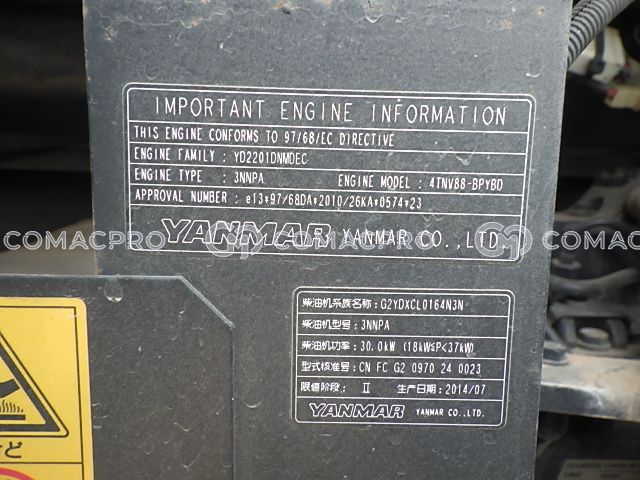 IMPORTANT ENGINE INFORMATION
THIS ENGINE CONFORMS TO 97/68/EC DIRECTIVE
ENGINE FAMILY : YD2201DNMDEC
ENGINE TYPE : 3NNPA ENGINE MODEL : 4TNV88-BPYBD
APPROVAL NUMBER : e13*97/68DA*2010/26KA*0574*23
YANMAR YANMAR CO.,LTD.
COMACPRO COMACPRO COMACPRO
柴油机系族名称: G2YDXCL0164N3N
柴油机型号: 3NNPA
柴油机功率: 30.0kW (18kW≦P<37kW)
型式核准号: CN FC G2 0970 24 0023
限值阶段: II 生产日期: 2014/07
YANMAR YANMAR CO.,LTD.
ど